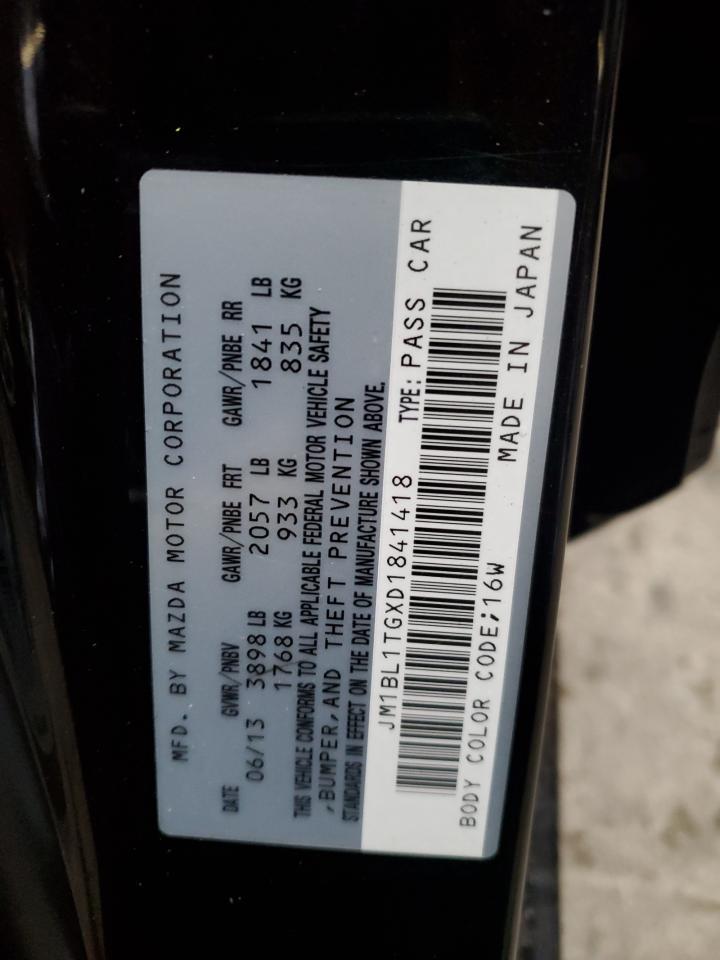 MFD. BY MAZDA MOTOR CORPORATION
DATE GVWR/PNBV GAWR/PNBE FRT GAWR/PNBE RR
06/13 3898 LB 2057 LB 1841 LB
1768 KG 933 KG 835 KG
THIS VEHICLE CONFORMS TO ALL APPLICABLE FEDERAL MOTOR VEHICLE SAFETY
,BUMPER,AND THEFT PREVENTION
STANDARDS IN EFFECT ON THE DATE OF MANUFACTURE SHOWN ABOVE.
JM1BL1TGXD1841418 TYPE: PASS CAR
BODY COLOR CODE;16W MADE IN JAPAN